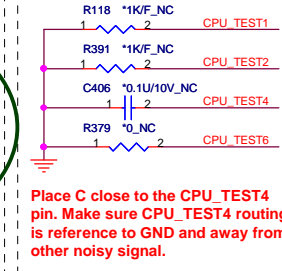 R118 *1K/F_NC
1 2 CPU_TEST1
R391 *1K/F_NC
1 2 CPU_TEST2
C406 *0.1U/10V_NC
1 2 CPU_TEST4
R379 *0_NC
1 2 CPU_TEST6
Place C close to the CPU_TEST4
pin. Make sure CPU_TEST4 routing
is reference to GND and away from
other noisy signal.